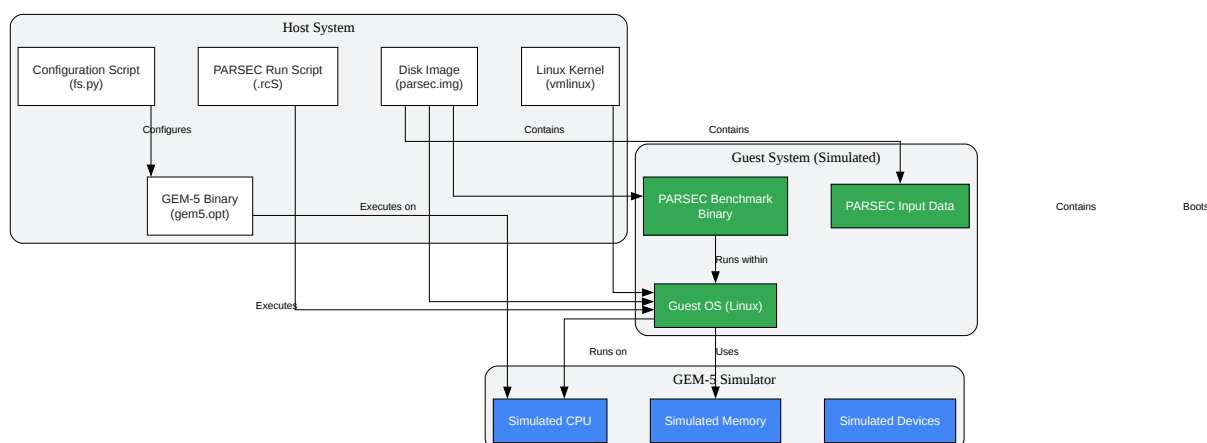 Host System
Configuration Script
(fs.py)
PARSEC Run Script
(.rcS)
Disk Image
(parsec.img)
Linux Kernel
(vmlinux)
Configures
Contains
Contains
Guest System (Simulated)
GEM-5 Binary
(gem5.opt)
Executes on
PARSEC Benchmark
Binary
PARSEC Input Data
Contains
Boots
Runs within
Executes
Guest OS (Linux)
Runs on
Uses
GEM-5 Simulator
Simulated CPU
Simulated Memory
Simulated Devices